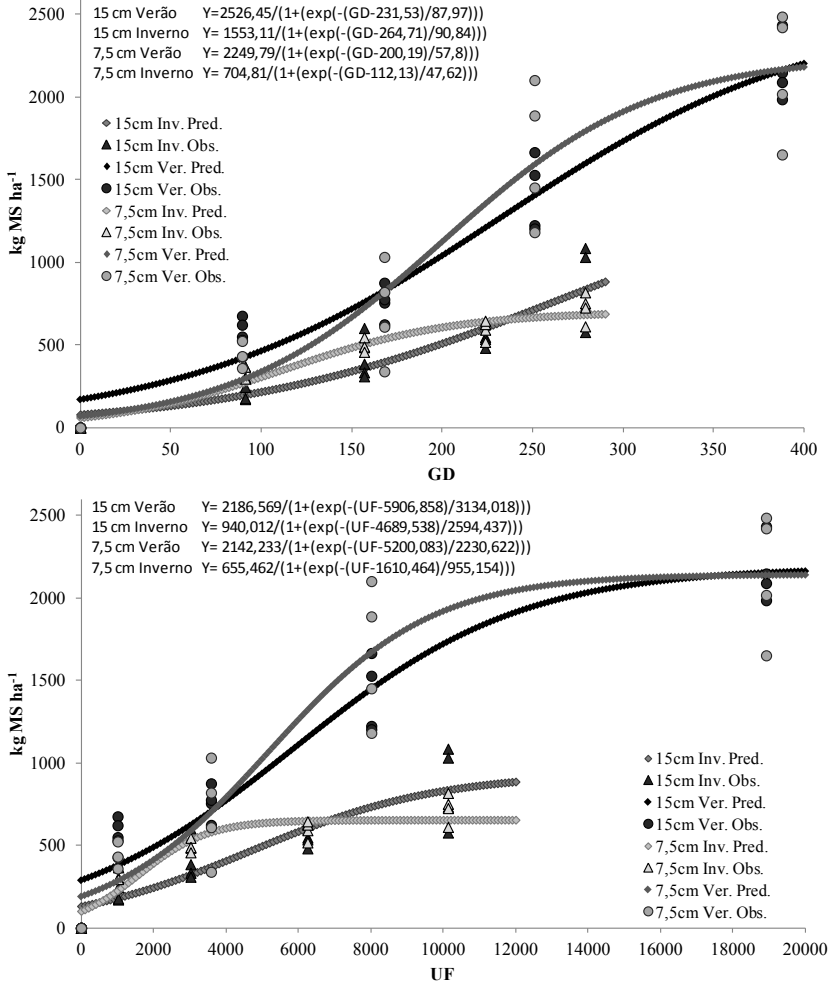 15 cm Verão Y=2526,45/(1+(exp(-(GD-231,53)/87,97)))
15 cm Inverno Y= 1553,11/(1+(exp(-(GD-264,71)/90,84)))
7,5 cm Verão Y= 2249,79/(1+(exp(-(GD-200,19)/57,8)))
7,5 cm Inverno Y= 704,81/(1+(exp(-(GD-112,13)/47,62)))
2500
2000
1500
1000
500
0
kg MS ha-1
15cm Inv. Pred.
15cm Inv. Obs.
15cm Ver. Pred.
15cm Ver. Obs.
7,5cm Inv. Pred.
7,5cm Inv. Obs.
7,5cm Ver. Pred.
7,5cm Ver. Obs.
0 50 100 150 200 250 300 350 400
GD
15 cm Verão Y= 2186,569/(1+(exp(-(UF-5906,858)/3134,018)))
15 cm Inverno Y= 940,012/(1+(exp(-(UF-4689,538)/2594,437)))
7,5 cm Verão Y= 2142,233/(1+(exp(-(UF-5200,083)/2230,622)))
7,5 cm Inverno Y= 655,462/(1+(exp(-(UF-1610,464)/955,154)))
2500
2000
1500
1000
500
0
kg MS ha-1
15cm Inv. Pred.
15cm Inv. Obs.
15cm Ver. Pred.
15cm Ver. Obs.
7,5cm Inv. Pred.
7,5cm Inv. Obs.
7,5cm Ver. Pred.
7,5cm Ver. Obs.
0 2000 4000 6000 8000 10000 12000 14000 16000 18000 20000
UF